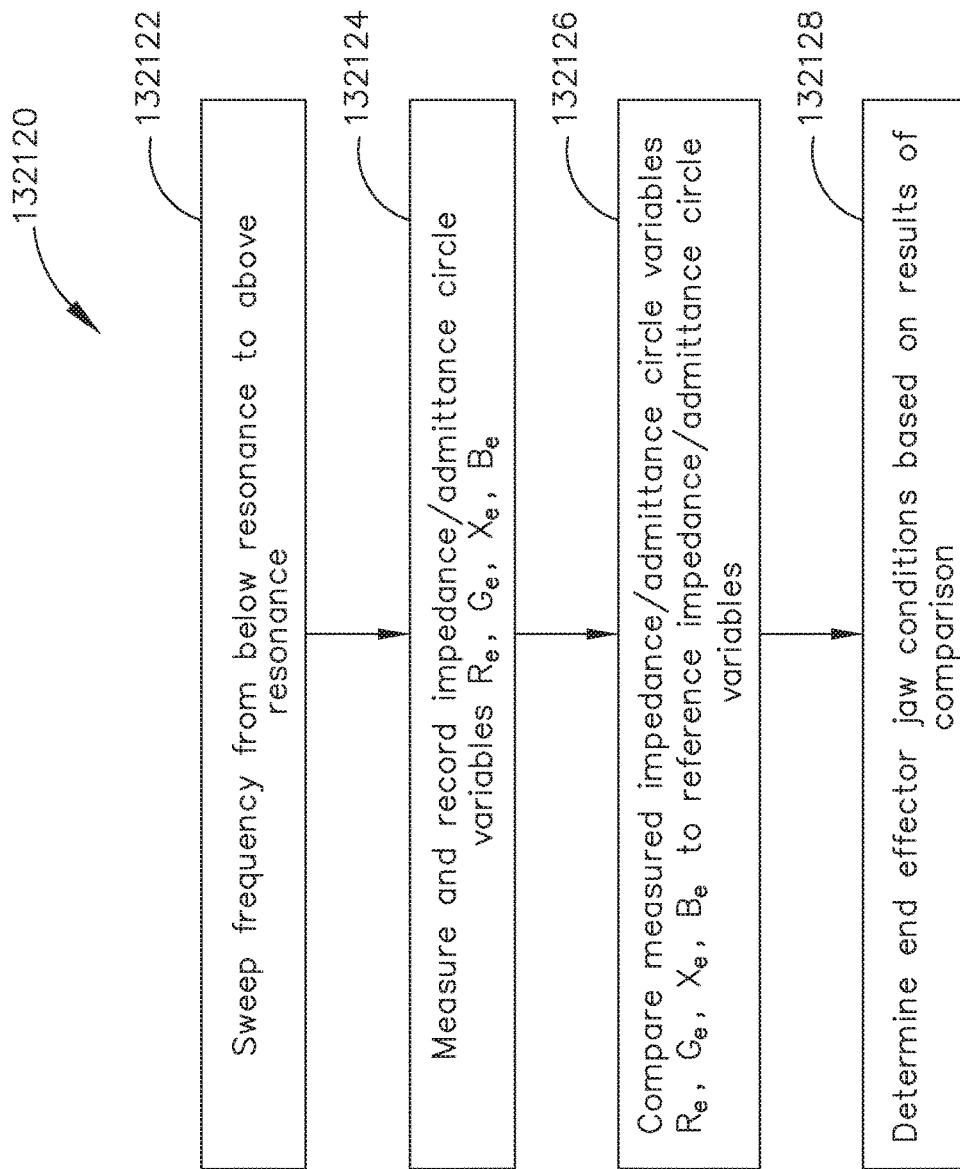 132120
132122
Sweep frequency from below resonance to above
resonance
132124
Measure and record impedance/admittance circle
variables Rₑ, Gₑ, Xₑ, Bₑ
132126
Compare measured impedance/admittance circle variables
Rₑ, Gₑ, Xₑ, Bₑ to reference impedance/admittance circle
variables
132128
Determine end effector jaw conditions based on results of
comparison